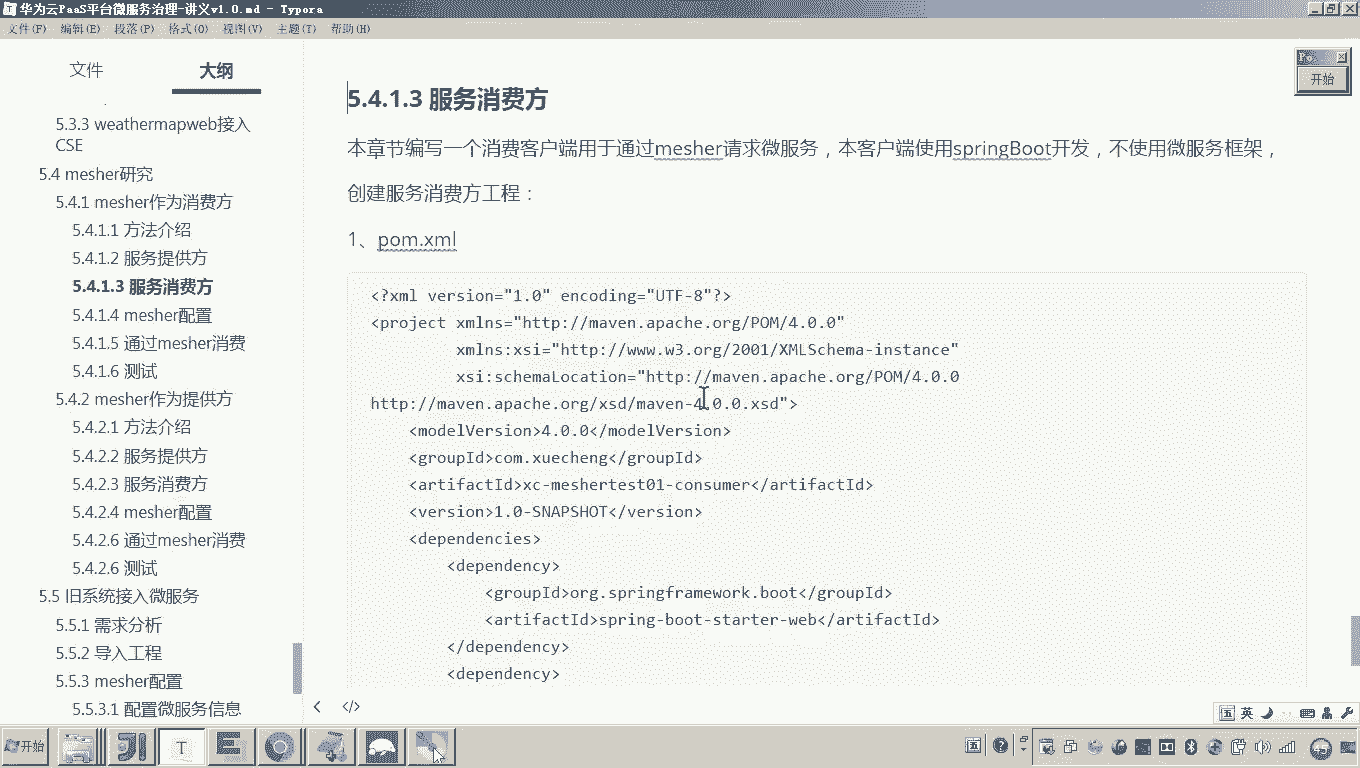 华为云PaaS平台微服务治理-讲义v1.0.md - Typora
文件(F) 编辑(E) 段落(P) 格式(O) 视图(V) 主题(T) 帮助(H)
文件 大纲
5.3.3 weathermapweb接入
CSE
5.4 mesher研究
5.4.1 mesher作为消费方
5.4.1.1 方法介绍
5.4.1.2 服务提供方
5.4.1.3 服务消费方
5.4.1.4 mesher配置
5.4.1.5 通过mesher消费
5.4.1.6 测试
5.4.2 mesher作为提供方
5.4.2.1 方法介绍
5.4.2.2 服务提供方
5.4.2.3 服务消费方
5.4.2.4 mesher配置
5.4.2.6 通过mesher消费
5.4.2.6 测试
5.5 旧系统接入微服务
5.5.1 需求分析
5.5.2 导入工程
5.5.3 mesher配置
5.5.3.1 配置微服务信息
5.4.1.3 服务消费方
本章节编写一个消费客户端用于通过mesher请求微服务，本客户端使用springBoot开发，不使用微服务框架，
创建服务消费方工程：
1、pom.xml
<?xml version="1.0" encoding="UTF-8"?>
<project xmlns="http://maven.apache.org/POM/4.0.0"
xmlns:xsi="http://www.w3.org/2001/XMLSchema-instance"
xsi:schemaLocation="http://maven.apache.org/POM/4.0.0
http://maven.apache.org/xsd/maven-4.0.0.xsd">
<modelVersion>4.0.0</modelVersion>
<groupId>com.xuecheng</groupId>
<artifactId>xc-meshertest01-consumer</artifactId>
<version>1.0-SNAPSHOT</version>
<dependencies>
<dependency>
<groupId>org.springframework.boot</groupId>
<artifactId>spring-boot-starter-web</artifactId>
</dependency>
<dependency>
开始
</>
英
开始